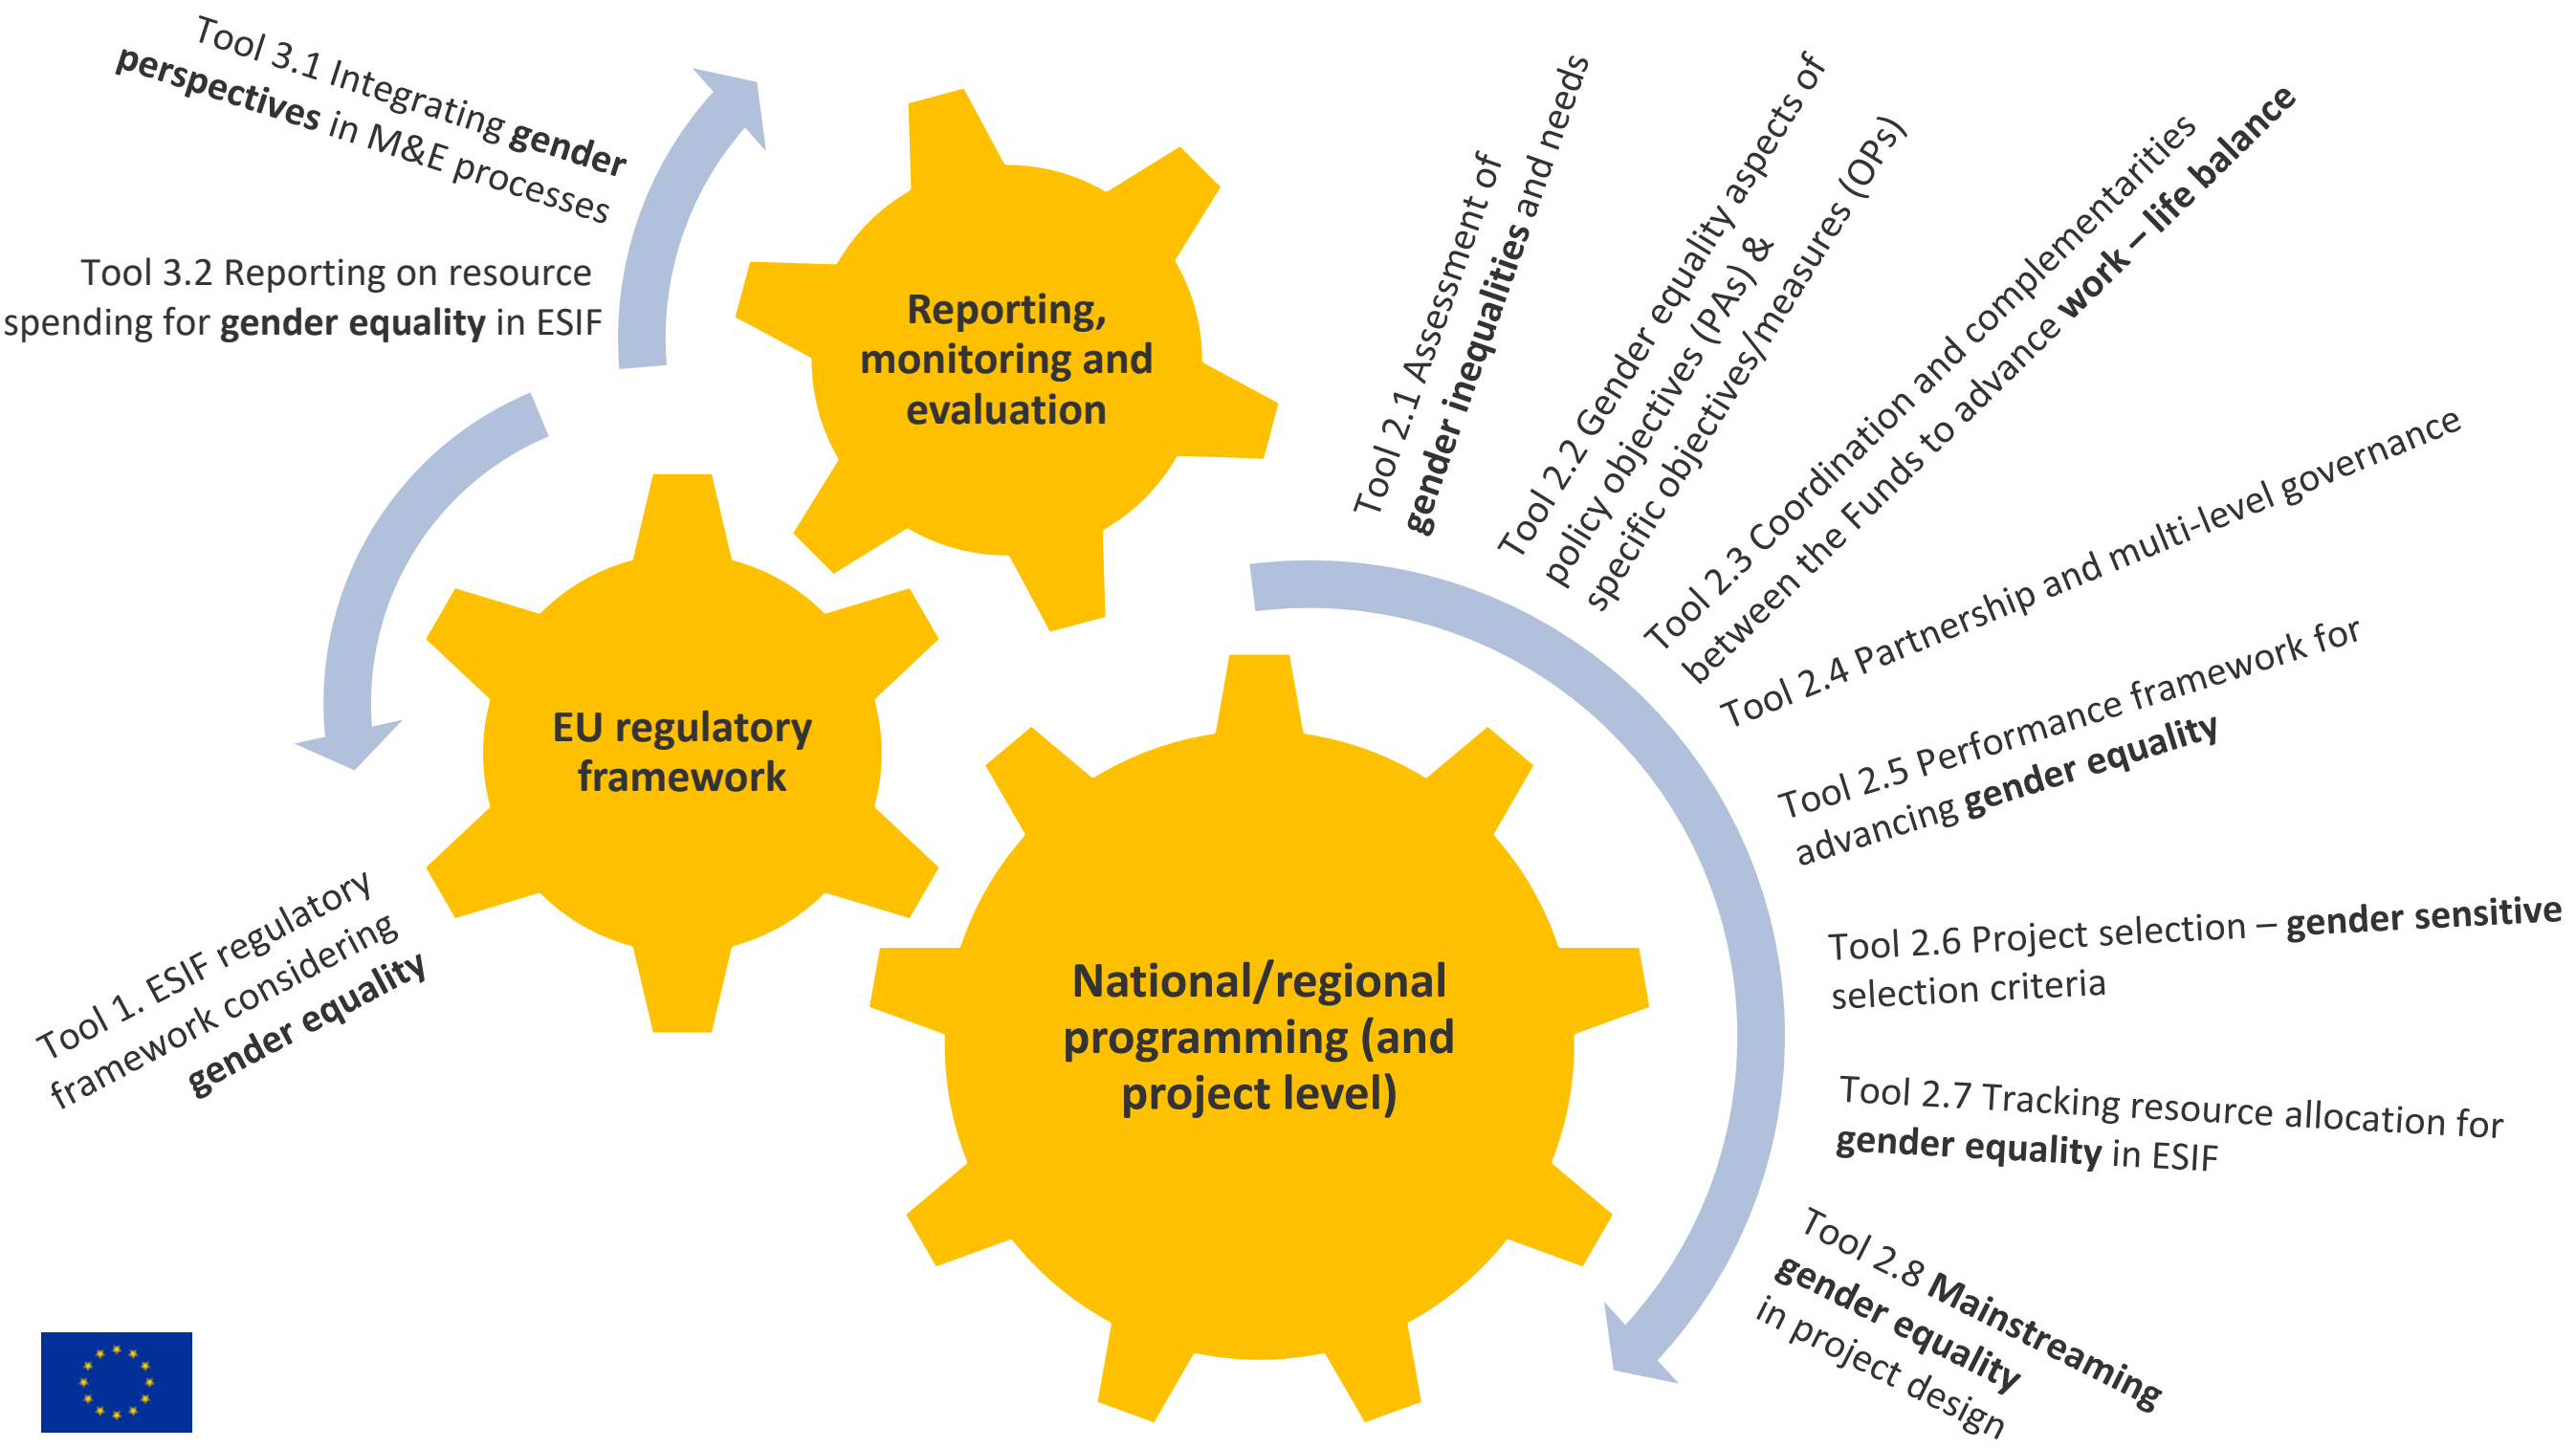 Tool 3.1 Integrating gender
perspectives in M&E processes
Tool 3.2 Reporting on resource
spending for gender equality in ESIF
Reporting,
monitoring and
evaluation
EU regulatory
framework
Tool 1. ESIF regulatory
framework considering
gender equality
National/regional
programming (and
project level)
Tool 2.1 Assessment of
gender inequalities and needs
Tool 2.2 Gender equality aspects of
policy objectives (PAs) &
specific objectives/measures (OPs)
Tool 2.3 Coordination and complementarities
between the Funds to advance work – life balance
Tool 2.4 Partnership and multi-level governance
Tool 2.5 Performance framework for
advancing gender equality
Tool 2.6 Project selection – gender sensitive
selection criteria
Tool 2.7 Tracking resource allocation for
gender equality in ESIF
Tool 2.8 Mainstreaming
gender equality
in project design